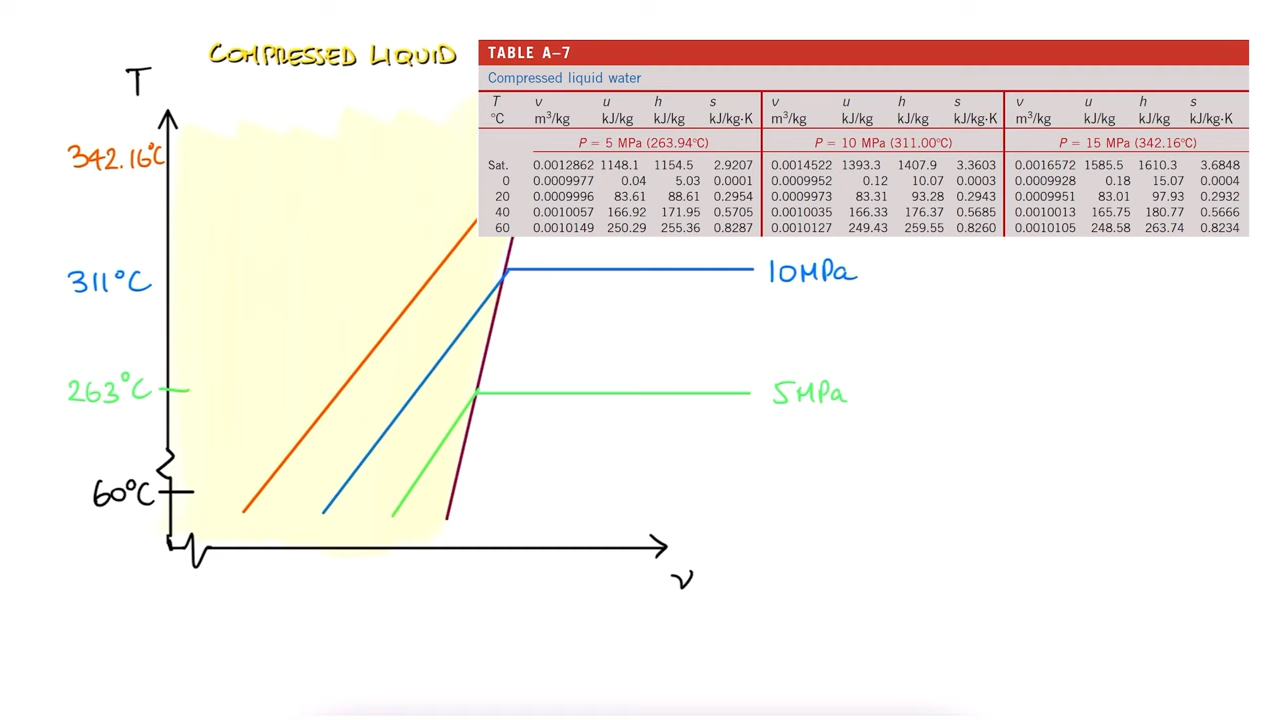 COMPRESSED LIQUID
T
342.16°C
311°C
263°C
60°C
ν
10MPa
5MPa
TABLE A–7
Compressed liquid water
T v u h s v u h s v u h s
°C m³/kg kJ/kg kJ/kg kJ/kg·K m³/kg kJ/kg kJ/kg kJ/kg·K m³/kg kJ/kg kJ/kg kJ/kg·K
P = 5 MPa (263.94°C) P = 10 MPa (311.00°C) P = 15 MPa (342.16°C)
Sat. 0.0012862 1148.1 1154.5 2.9207 0.0014522 1393.3 1407.9 3.3603 0.0016572 1585.5 1610.3 3.6848
0 0.0009977 0.04 5.03 0.0001 0.0009952 0.12 10.07 0.0003 0.0009928 0.18 15.07 0.0004
20 0.0009996 83.61 88.61 0.2954 0.0009973 83.31 93.28 0.2943 0.0009951 83.01 97.93 0.2932
40 0.0010057 166.92 171.95 0.5705 0.0010035 166.33 176.37 0.5685 0.0010013 165.75 180.77 0.5666
60 0.0010149 250.29 255.36 0.8287 0.0010127 249.43 259.55 0.8260 0.0010105 248.58 263.74 0.8234